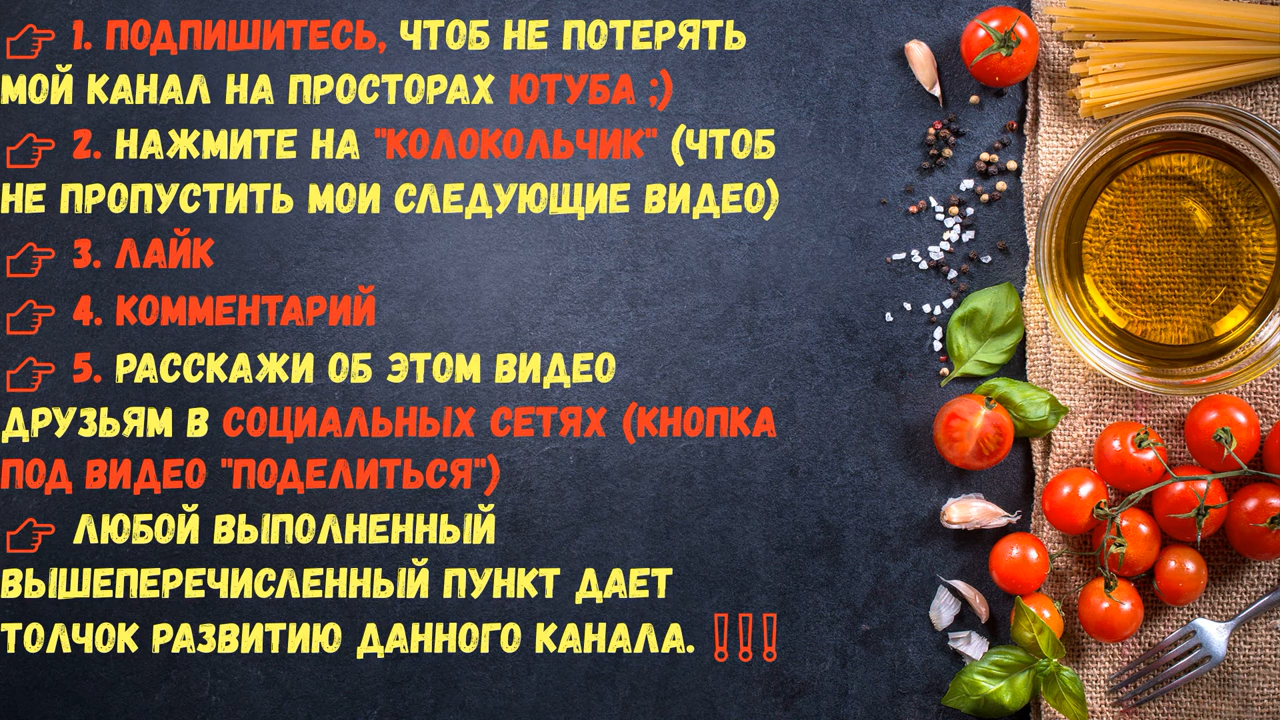 👉 1. ПОДПИШИТЕСЬ, ЧТОБ НЕ ПОТЕРЯТЬ
МОЙ КАНАЛ НА ПРОСТОРАХ ЮТУБА ;)
👉 2. НАЖМИТЕ НА "КОЛОКОЛЬЧИК" (ЧТОБ
НЕ ПРОПУСТИТЬ МОИ СЛЕДУЮЩИЕ ВИДЕО)
👉 3. ЛАЙК
👉 4. КОММЕНТАРИЙ
👉 5. РАССКАЖИ ОБ ЭТОМ ВИДЕО
ДРУЗЬЯМ В СОЦИАЛЬНЫХ СЕТЯХ (КНОПКА
ПОД ВИДЕО "ПОДЕЛИТЬСЯ")
👉 ЛЮБОЙ ВЫПОЛНЕННЫЙ
ВЫШЕПЕРЕЧИСЛЕННЫЙ ПУНКТ ДАЕТ
ТОЛЧОК РАЗВИТИЮ ДАННОГО КАНАЛА. ❗❗❗